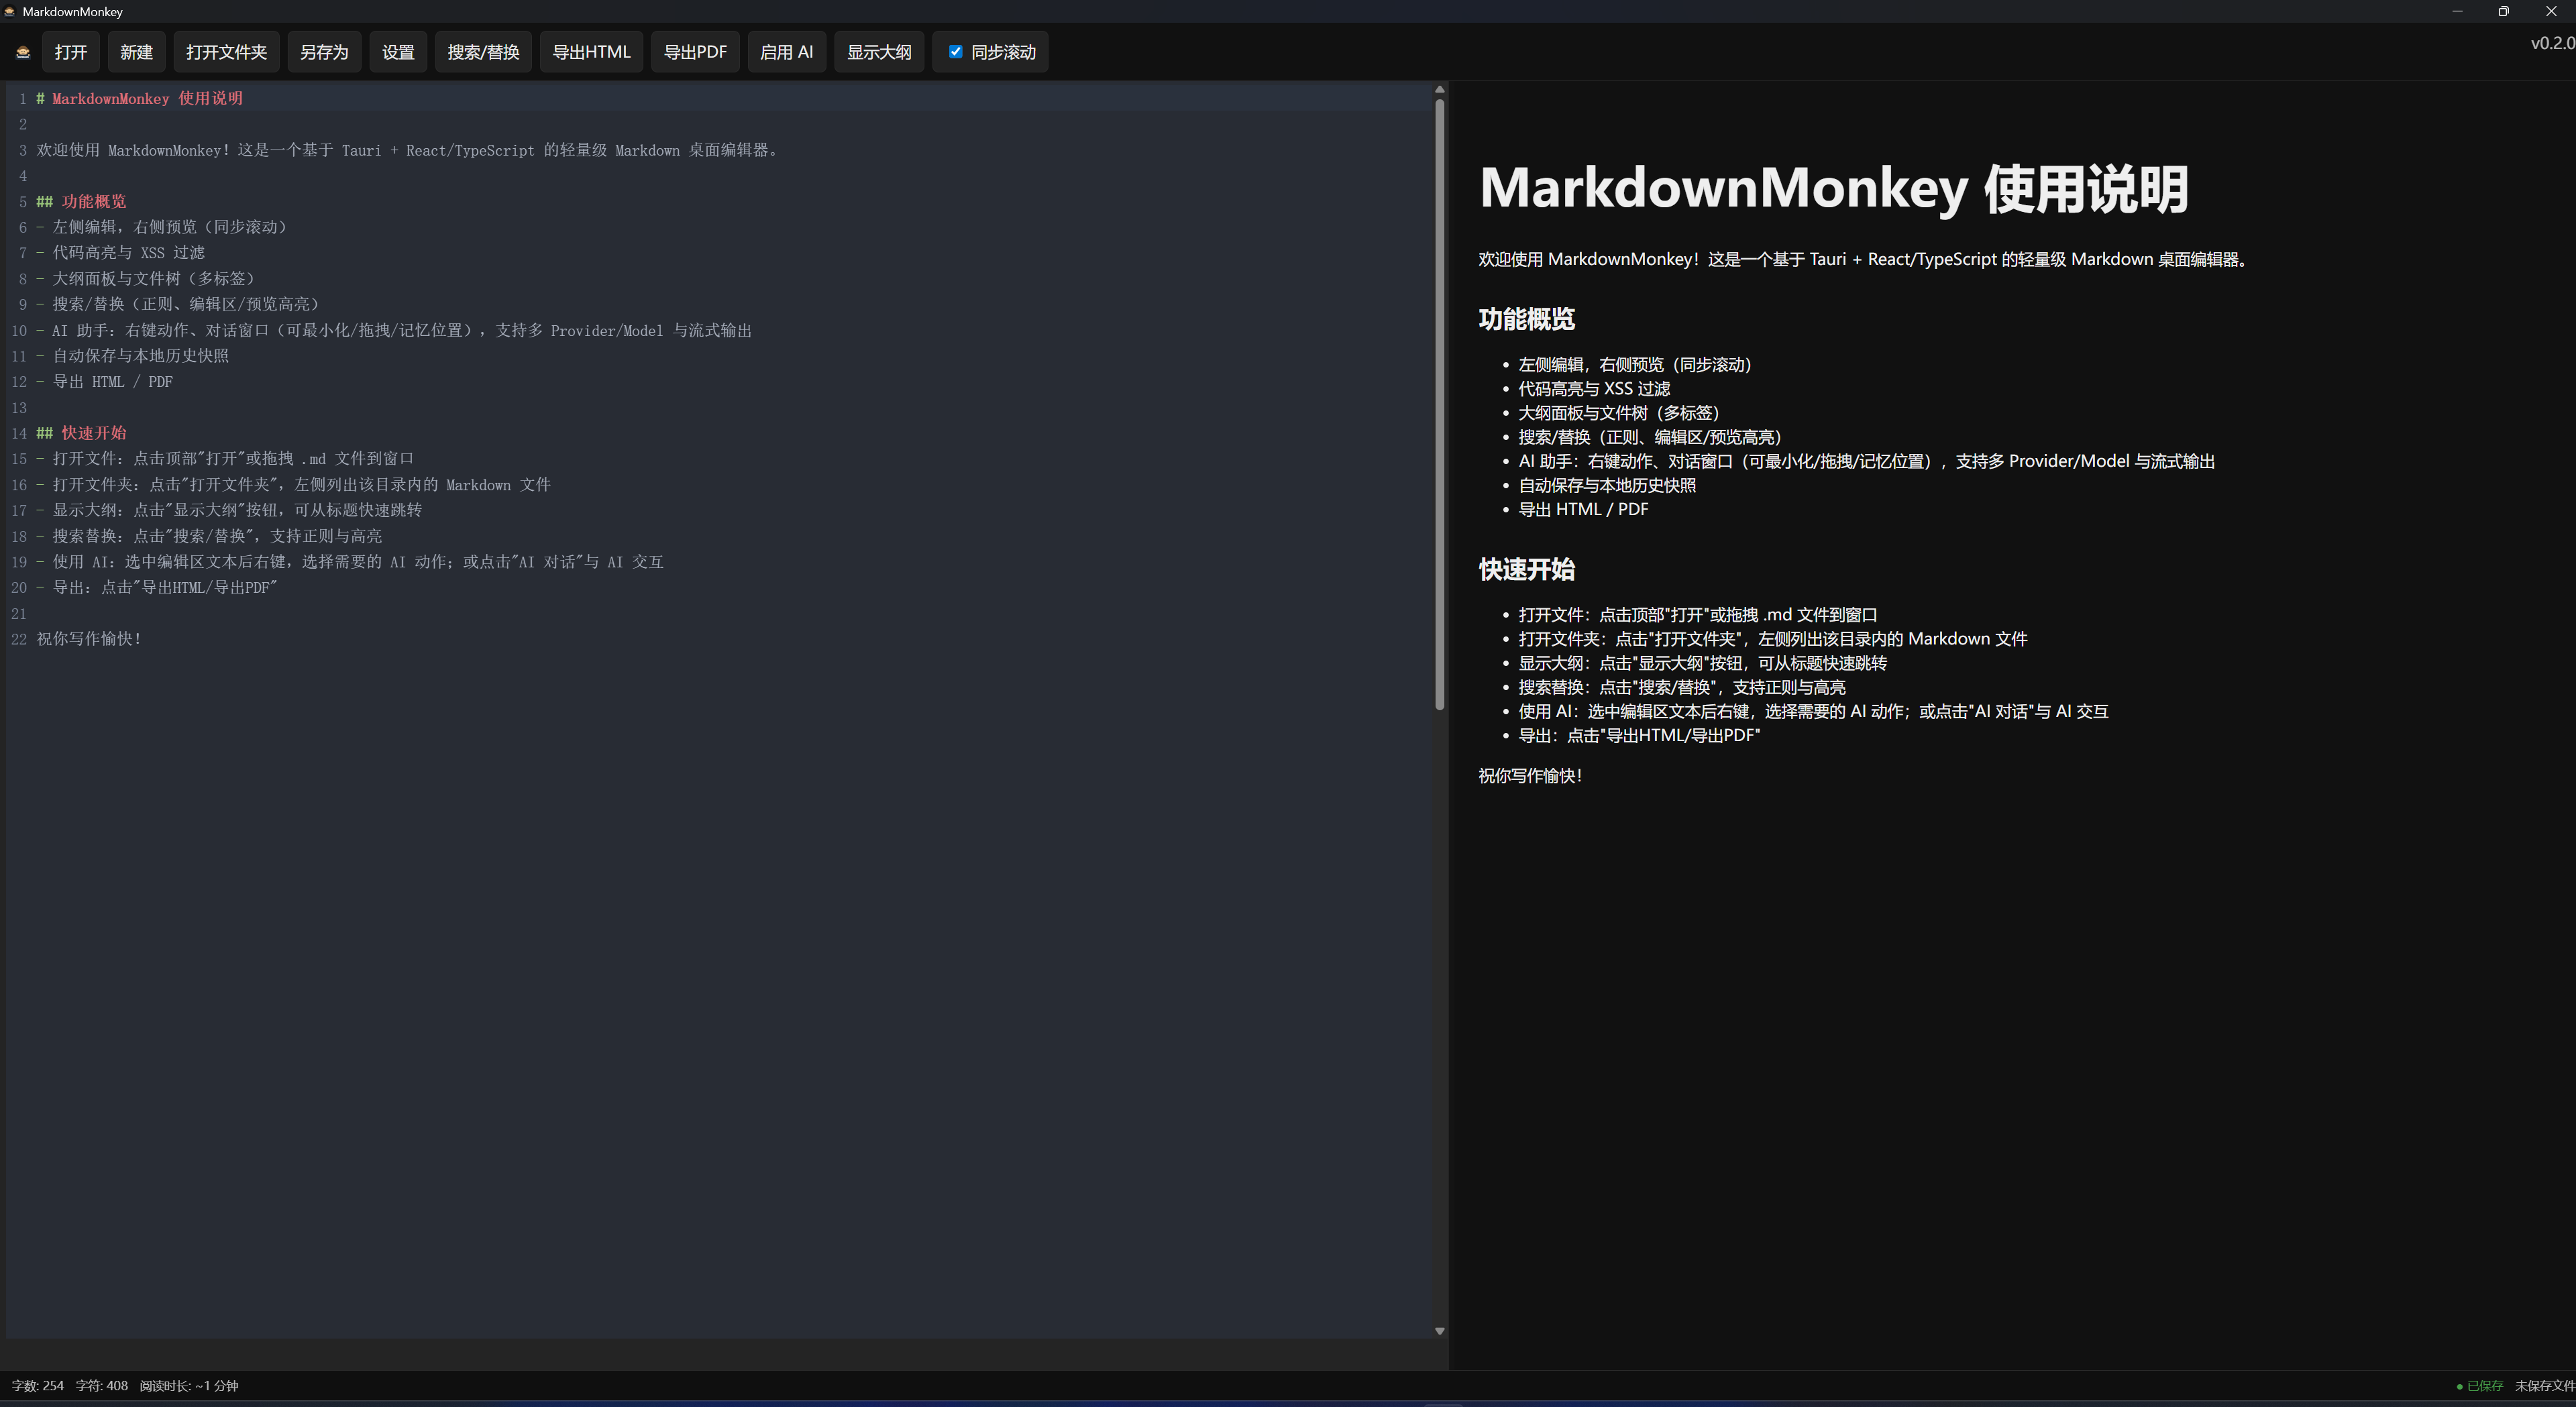 MarkdownMonkey
打开 新建 打开文件夹 另存为 设置 搜索/替换 导出HTML 导出PDF 启用 AI 显示大纲 同步滚动 v0.2.0
1 # MarkdownMonkey 使用说明
2
3 欢迎使用 MarkdownMonkey！这是一个基于 Tauri + React/TypeScript 的轻量级 Markdown 桌面编辑器。
4
5 ## 功能概览
6 - 左侧编辑，右侧预览（同步滚动）
7 - 代码高亮与 XSS 过滤
8 - 大纲面板与文件树（多标签）
9 - 搜索/替换（正则、编辑区/预览高亮）
10 - AI 助手：右键动作、对话窗口（可最小化/拖拽/记忆位置），支持多 Provider/Model 与流式输出
11 - 自动保存与本地历史快照
12 - 导出 HTML / PDF
13
14 ## 快速开始
15 - 打开文件：点击顶部"打开"或拖拽 .md 文件到窗口
16 - 打开文件夹：点击"打开文件夹"，左侧列出该目录内的 Markdown 文件
17 - 显示大纲：点击"显示大纲"按钮，可从标题快速跳转
18 - 搜索替换：点击"搜索/替换"，支持正则与高亮
19 - 使用 AI：选中编辑区文本后右键，选择需要的 AI 动作；或点击"AI 对话"与 AI 交互
20 - 导出：点击"导出HTML/导出PDF"
21
22 祝你写作愉快！
MarkdownMonkey 使用说明
欢迎使用 MarkdownMonkey！这是一个基于 Tauri + React/TypeScript 的轻量级 Markdown 桌面编辑器。
功能概览
• 左侧编辑，右侧预览（同步滚动）
• 代码高亮与 XSS 过滤
• 大纲面板与文件树（多标签）
• 搜索/替换（正则、编辑区/预览高亮）
• AI 助手：右键动作、对话窗口（可最小化/拖拽/记忆位置），支持多 Provider/Model 与流式输出
• 自动保存与本地历史快照
• 导出 HTML / PDF
快速开始
• 打开文件：点击顶部"打开"或拖拽 .md 文件到窗口
• 打开文件夹：点击"打开文件夹"，左侧列出该目录内的 Markdown 文件
• 显示大纲：点击"显示大纲"按钮，可从标题快速跳转
• 搜索替换：点击"搜索/替换"，支持正则与高亮
• 使用 AI：选中编辑区文本后右键，选择需要的 AI 动作；或点击"AI 对话"与 AI 交互
• 导出：点击"导出HTML/导出PDF"
祝你写作愉快！
字数: 254 字符: 408 阅读时长: ~1 分钟 ● 已保存 未保存文件